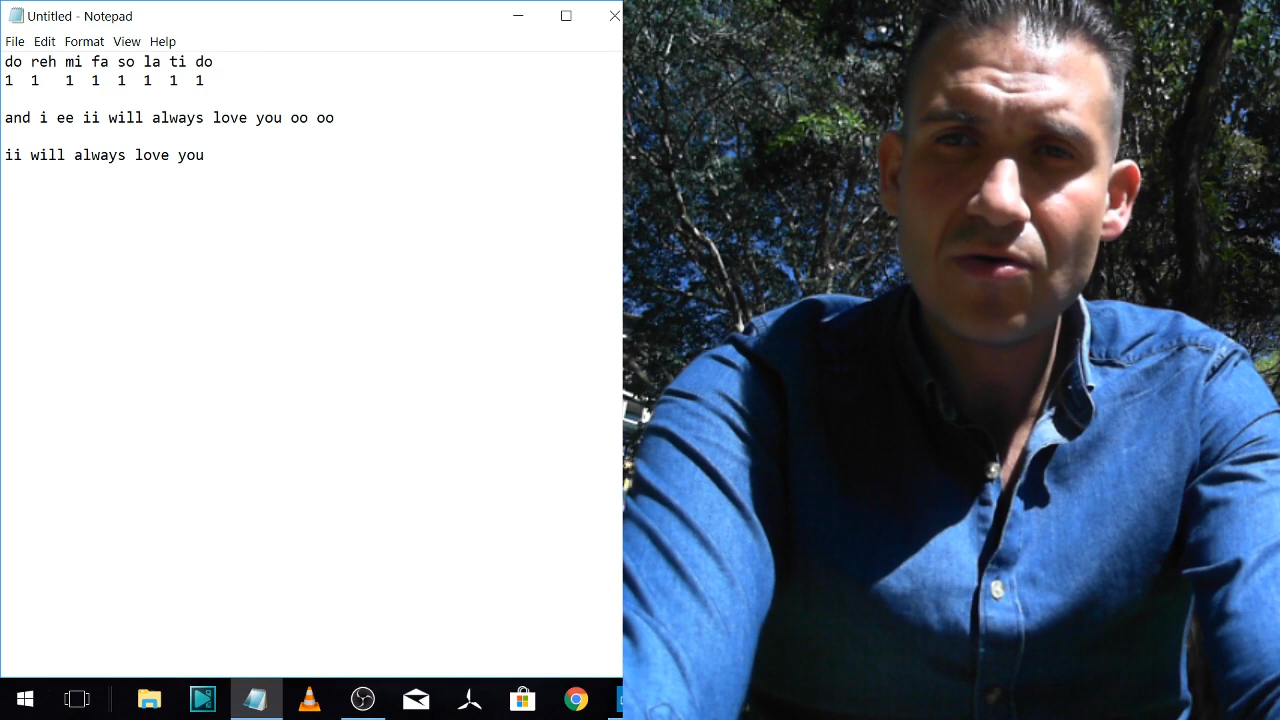 Untitled - Notepad
File Edit Format View Help
do reh mi fa so la ti do
1 1 1 1 1 1 1 1
and i ee ii will always love you oo oo
ii will always love you